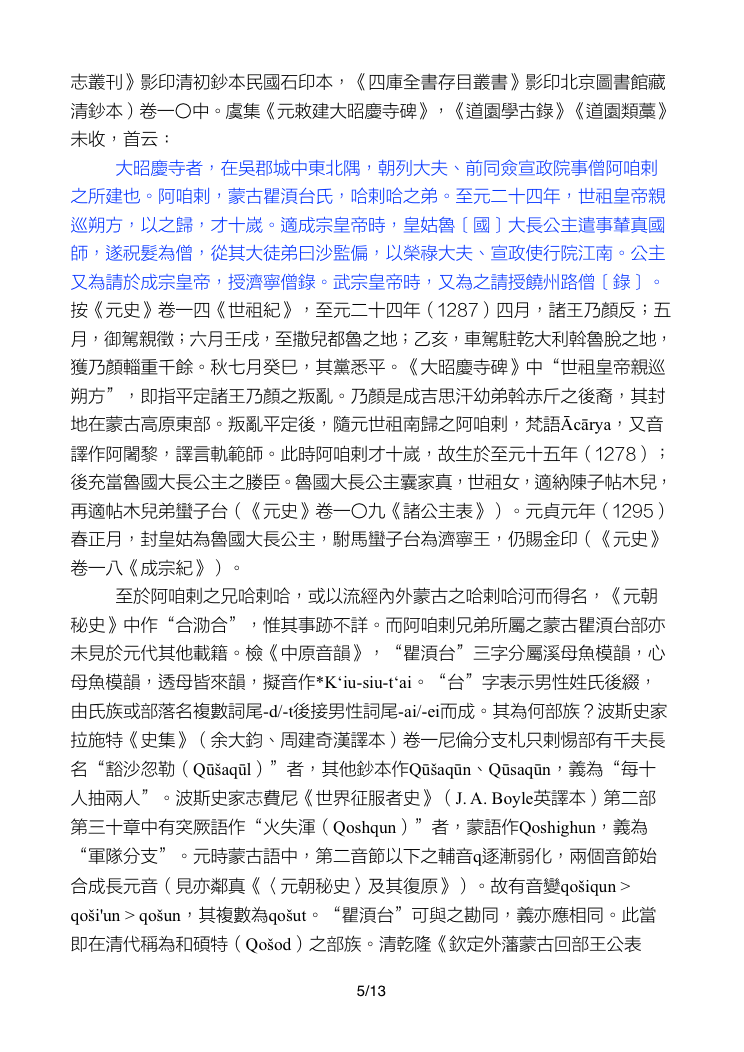 志叢刊》影印清初鈔本民國石印本，《四庫全書存目叢書》影印北京圖書館藏
清鈔本）卷一〇中。虞集《元敕建大昭慶寺碑》，《道園學古錄》《道園類藁》
未收，首云：
大昭慶寺者，在吳郡城中東北隅，朝列大夫、前同僉宣政院事僧阿咱剌
之所建也。阿咱剌，蒙古瞿湏台氏，哈剌哈之弟。至元二十四年，世祖皇帝親
巡朔方，以之歸，才十歲。適成宗皇帝時，皇姑魯［國］大長公主遣事輦真國
師，遂祝髮為僧，從其大徒弟曰沙監偏，以榮祿大夫、宣政使行院江南。公主
又為請於成宗皇帝，授濟寧僧錄。武宗皇帝時，又為之請授饒州路僧［錄］。
按《元史》卷一四《世祖紀》，至元二十四年（1287）四月，諸王乃顏反；五
月，御駕親徵；六月壬戌，至撒兒都魯之地；乙亥，車駕駐乾大利斡魯脫之地，
獲乃顏輜重千餘。秋七月癸巳，其黨悉平。《大昭慶寺碑》中“世祖皇帝親巡
朔方”，即指平定諸王乃顏之叛亂。乃顏是成吉思汗幼弟斡赤斤之後裔，其封
地在蒙古高原東部。叛亂平定後，隨元世祖南歸之阿咱剌，梵語Ācārya，又音
譯作阿闍黎，譯言軌範師。此時阿咱剌才十歲，故生於至元十五年（1278）；
後充當魯國大長公主之媵臣。魯國大長公主囊家真，世祖女，適納陳子帖木兒，
再適帖木兒弟蠻子台（《元史》卷一〇九《諸公主表》）。元貞元年（1295）
春正月，封皇姑為魯國大長公主，駙馬蠻子台為濟寧王，仍賜金印（《元史》
卷一八《成宗紀》）。
至於阿咱剌之兄哈剌哈，或以流經內外蒙古之哈剌哈河而得名，《元朝
秘史》中作“合泐合”，惟其事跡不詳。而阿咱剌兄弟所屬之蒙古瞿湏台部亦
未見於元代其他載籍。檢《中原音韻》，“瞿湏台”三字分屬溪母魚模韻，心
母魚模韻，透母皆來韻，擬音作*K‘iu-siu-t‘ai。“台”字表示男性姓氏後綴，
由氏族或部落名複數詞尾-d/-t後接男性詞尾-ai/-ei而成。其為何部族？波斯史家
拉施特《史集》（余大鈞、周建奇漢譯本）卷一尼倫分支札只剌惕部有千夫長
名“豁沙忽勒（Qūšaqūl）”者，其他鈔本作Qūšaqūn、Qūsaqūn，義為“每十
人抽兩人”。波斯史家志費尼《世界征服者史》（J. A. Boyle英譯本）第二部
第三十章中有突厥語作“火失渾（Qoshqun）”者，蒙語作Qoshighun，義為
“軍隊分支”。元時蒙古語中，第二音節以下之輔音q逐漸弱化，兩個音節始
合成長元音（見亦鄰真《〈元朝秘史〉及其復原》）。故有音變qošiqun >
qoši'un > qošun，其複數為qošut。“瞿湏台”可與之勘同，義亦應相同。此當
即在清代稱為和碩特（Qošod）之部族。清乾隆《欽定外藩蒙古回部王公表
5/13